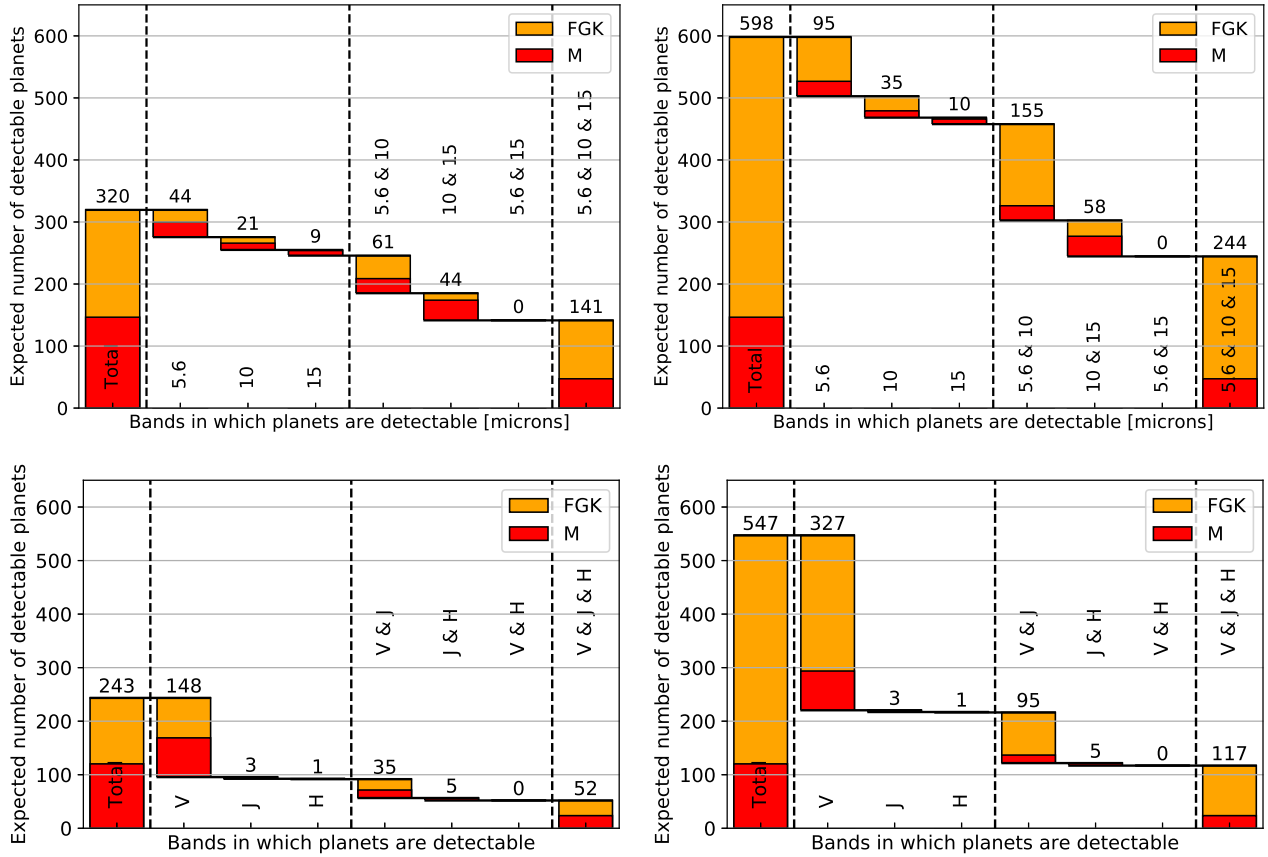 Expected number of detectable planets
600
500
400
300
200
100
0
FGK
M
320
44
21
9
61
44
0
141
Total
5.6
10
15
5.6 & 10
10 & 15
5.6 & 15
5.6 & 10 & 15
Bands in which planets are detectable [microns]
Expected number of detectable planets
600
500
400
300
200
100
0
FGK
M
598
95
35
10
155
58
0
244
Total
5.6
10
15
5.6 & 10
10 & 15
5.6 & 15
5.6 & 10 & 15
Bands in which planets are detectable [microns]
Expected number of detectable planets
600
500
400
300
200
100
0
FGK
M
243
148
3
1
35
5
0
52
Total
V
J
H
V & J
J & H
V & H
V & J & H
Bands in which planets are detectable
Expected number of detectable planets
600
500
400
300
200
100
0
FGK
M
547
327
3
1
95
5
0
117
Total
V
J
H
V & J
J & H
V & H
V & J & H
Bands in which planets are detectable